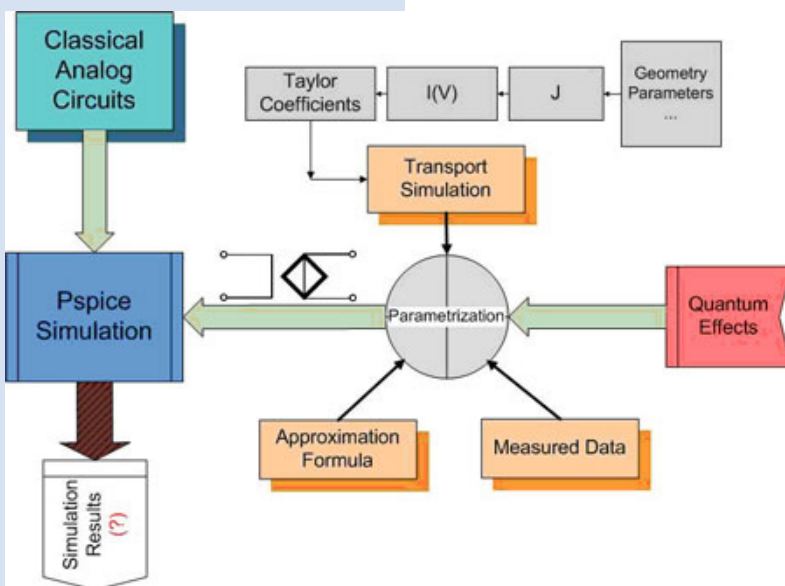 Classical
Analog
Circuits
Taylor
Coefficients
I(V)
J
Geometry
Parameters
...
Transport
Simulation
Pspice
Simulation
Parametrization
Quantum
Effects
Approximation
Formula
Measured Data
Simulation
Results
(?)